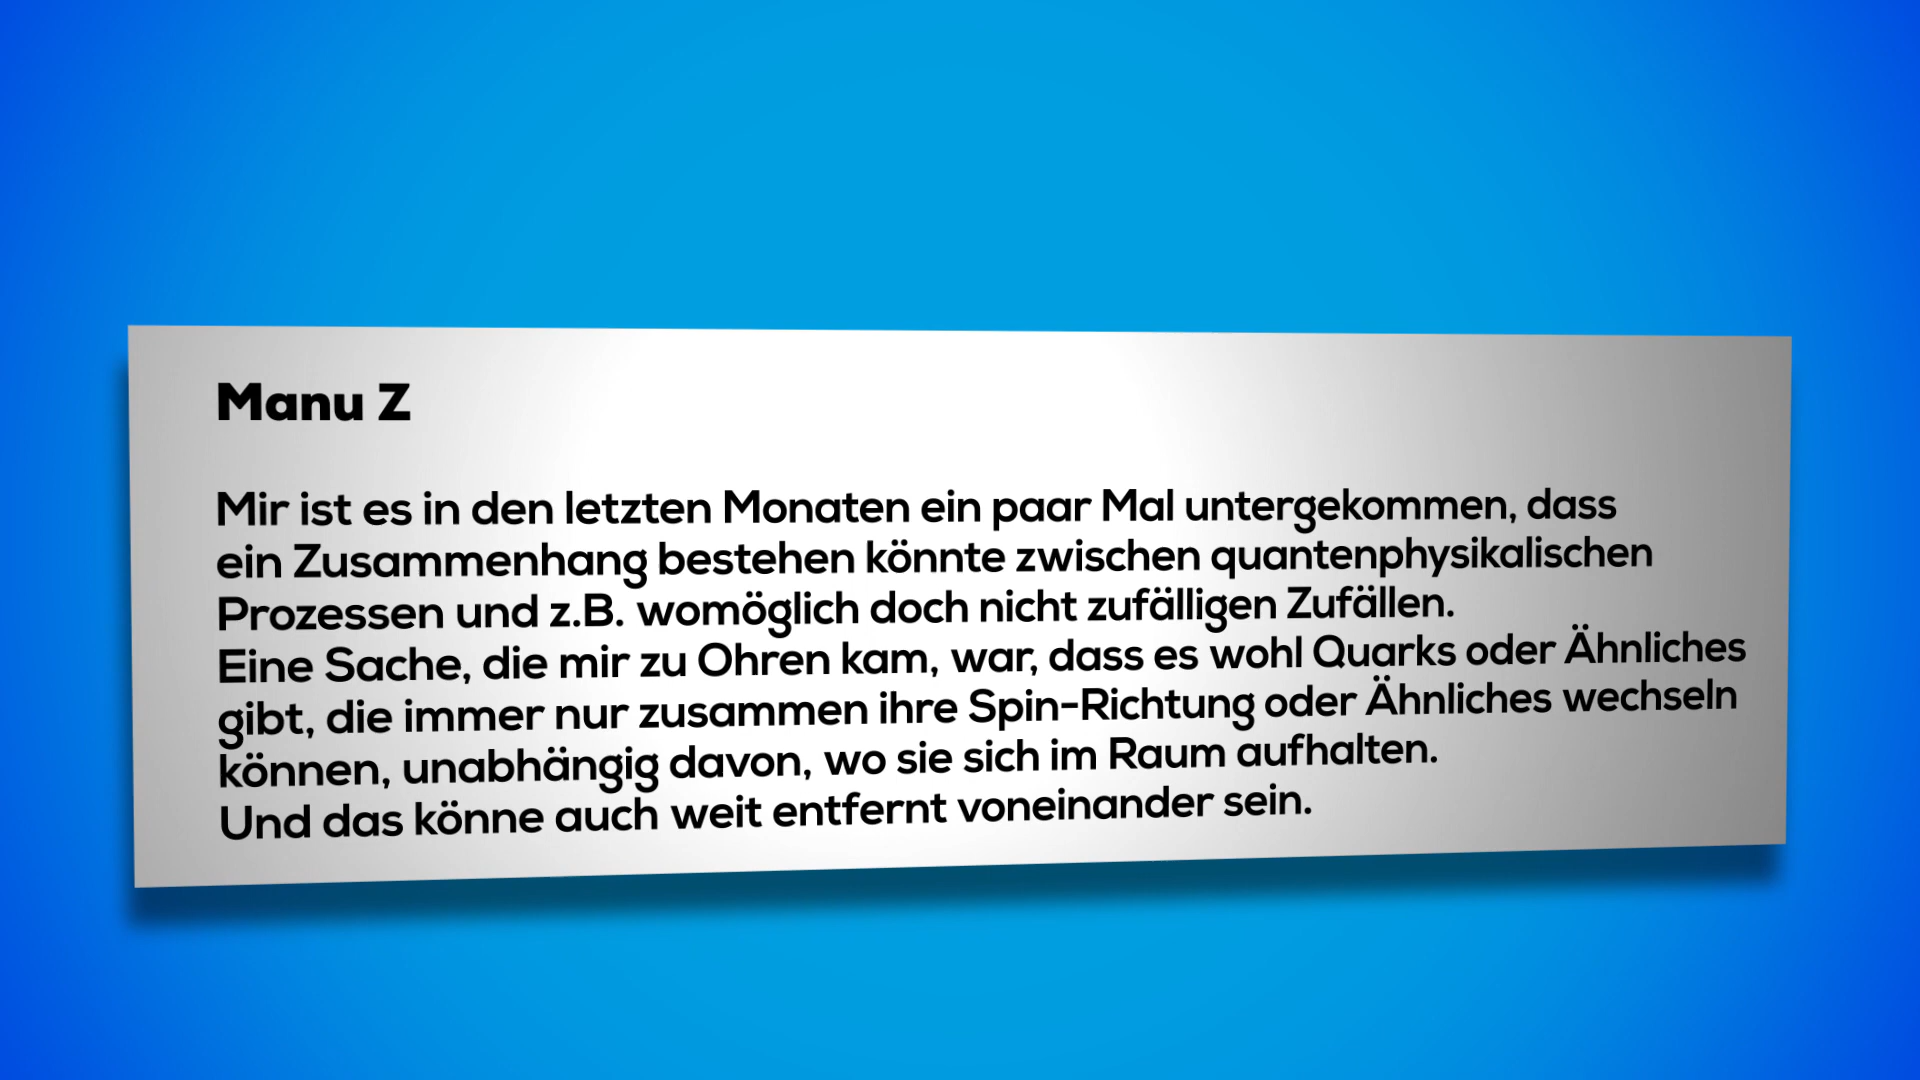 Manu Z
Mir ist es in den letzten Monaten ein paar Mal untergekommen, dass
ein Zusammenhang bestehen könnte zwischen quantenphysikalischen
Prozessen und z.B. womöglich doch nicht zufälligen Zufällen.
Eine Sache, die mir zu Ohren kam, war, dass es wohl Quarks oder Ähnliches
gibt, die immer nur zusammen ihre Spin-Richtung oder Ähnliches wechseln
können, unabhängig davon, wo sie sich im Raum aufhalten.
Und das könne auch weit entfernt voneinander sein.